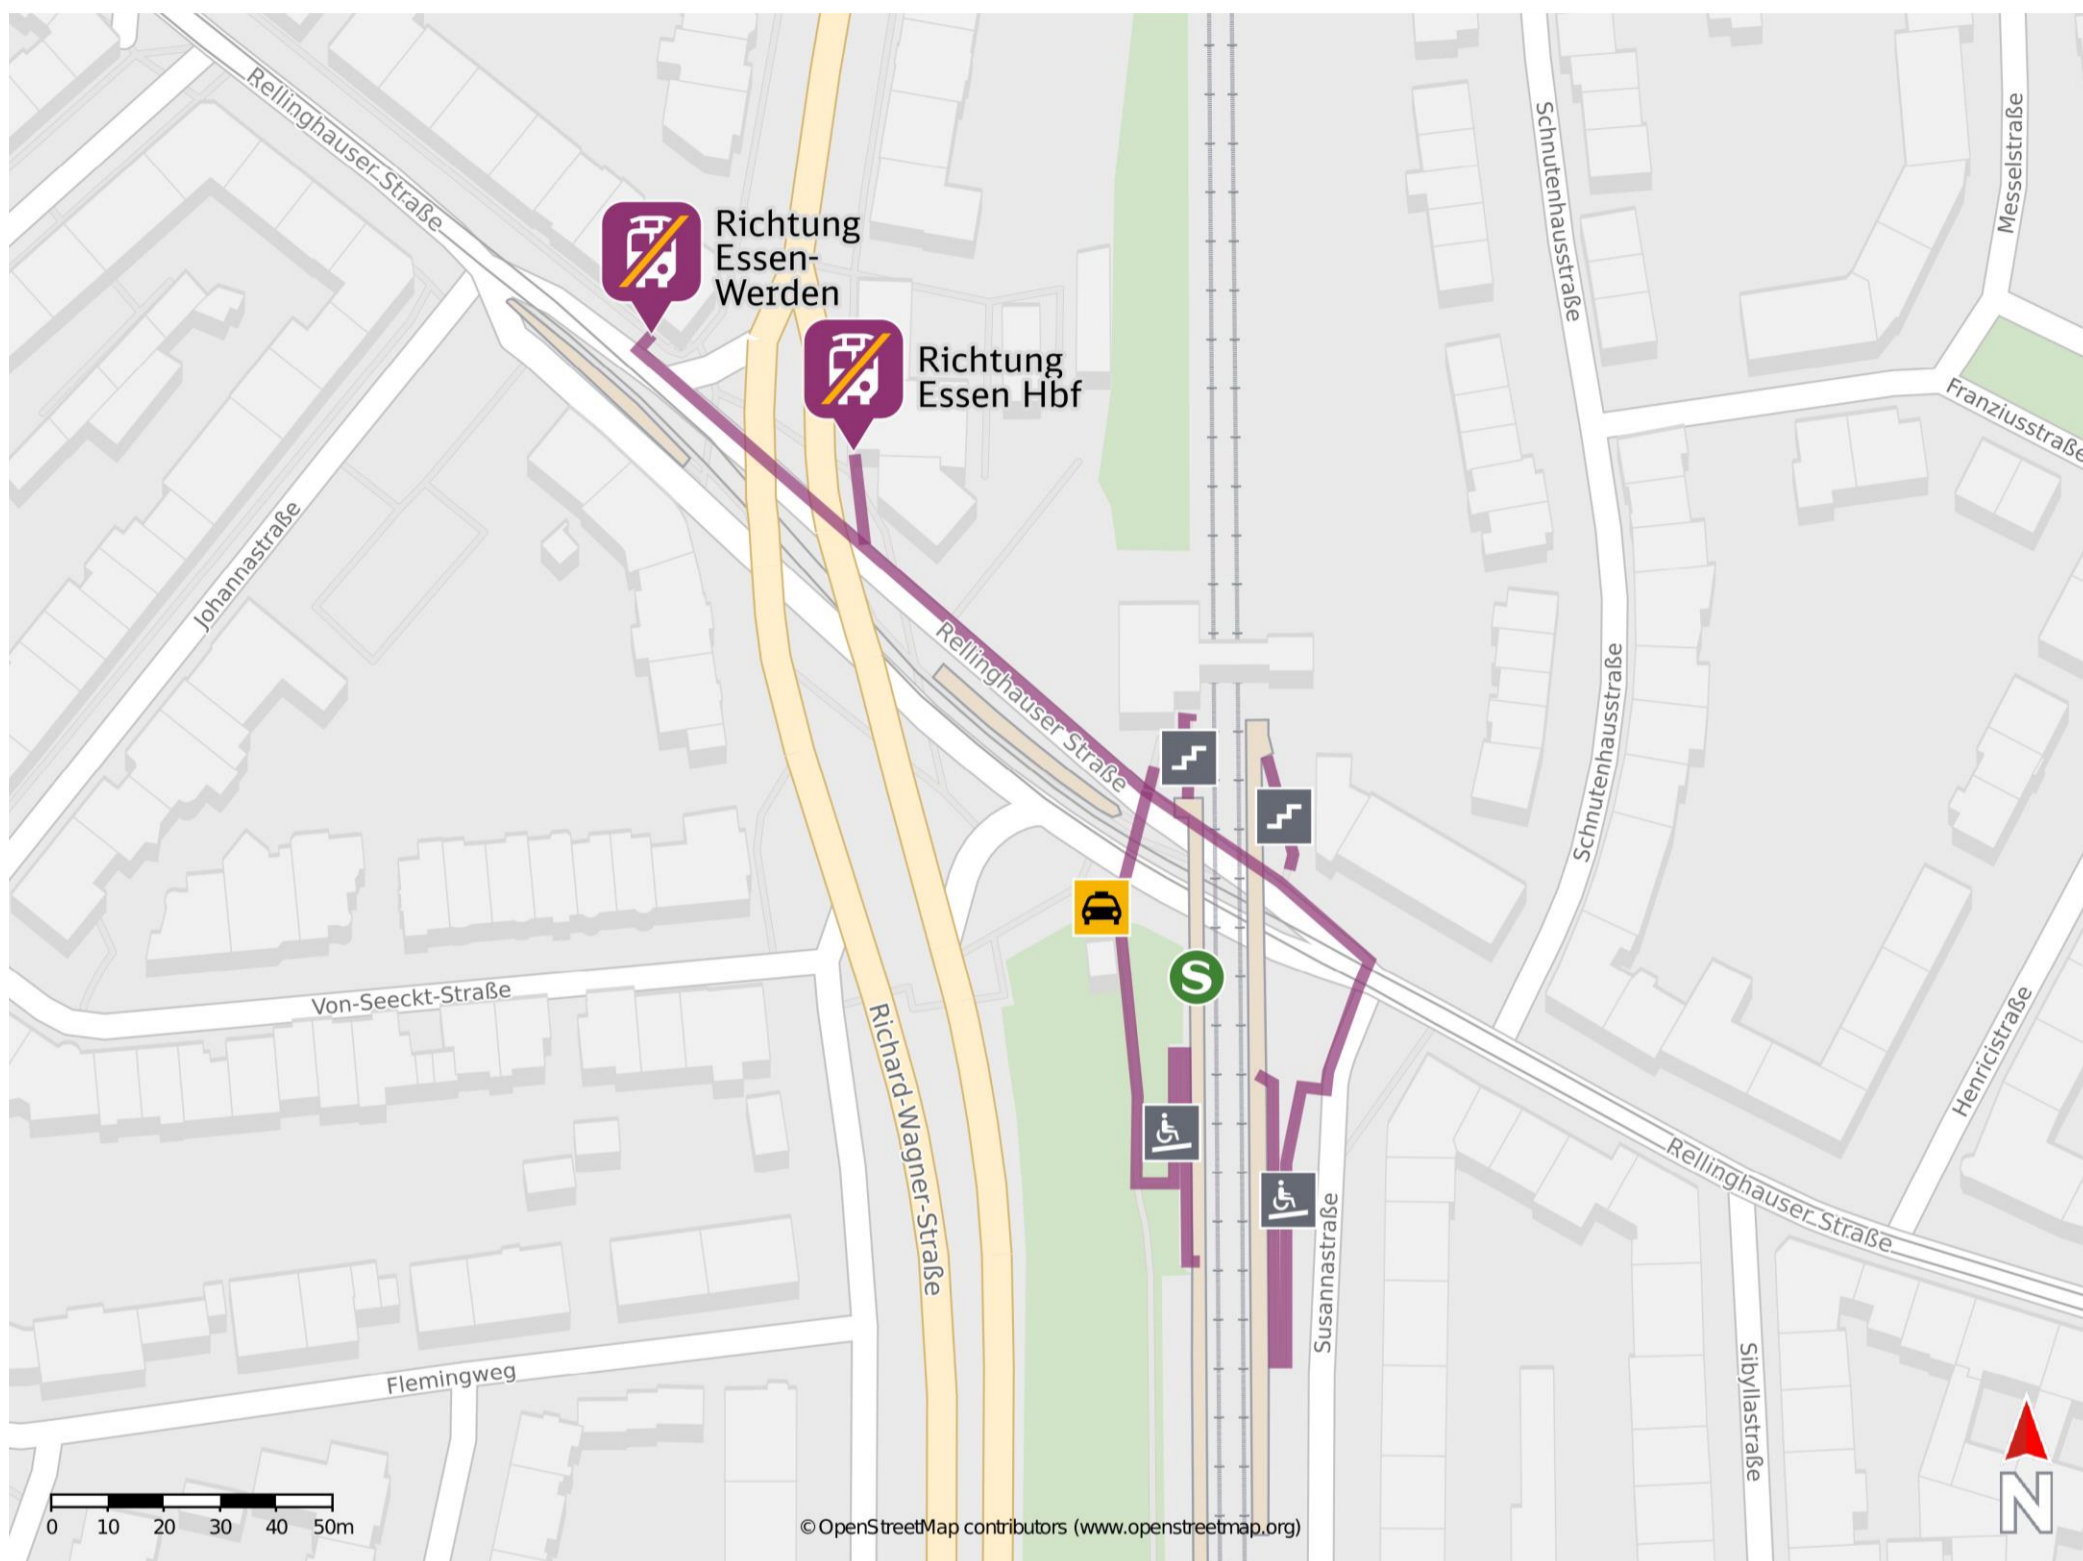 Rellinghauser Straße
Schnutenhausstraße
Messelstraße
Richtung
Essen-
Werden
Richtung
Essen Hbf
Franziusstraße
Johannastraße
Rellinghauser Straße
Schnutenhausstraße
S
Von-Seeckt-Straße
Richard-Wagner-Straße
Henricistraße
Rellinghauser Straße
Susannastraße
Flemingweg
Sibyllastraße
N
0 10 20 30 40 50m
© OpenStreetMap contributors (www.openstreetmap.org)